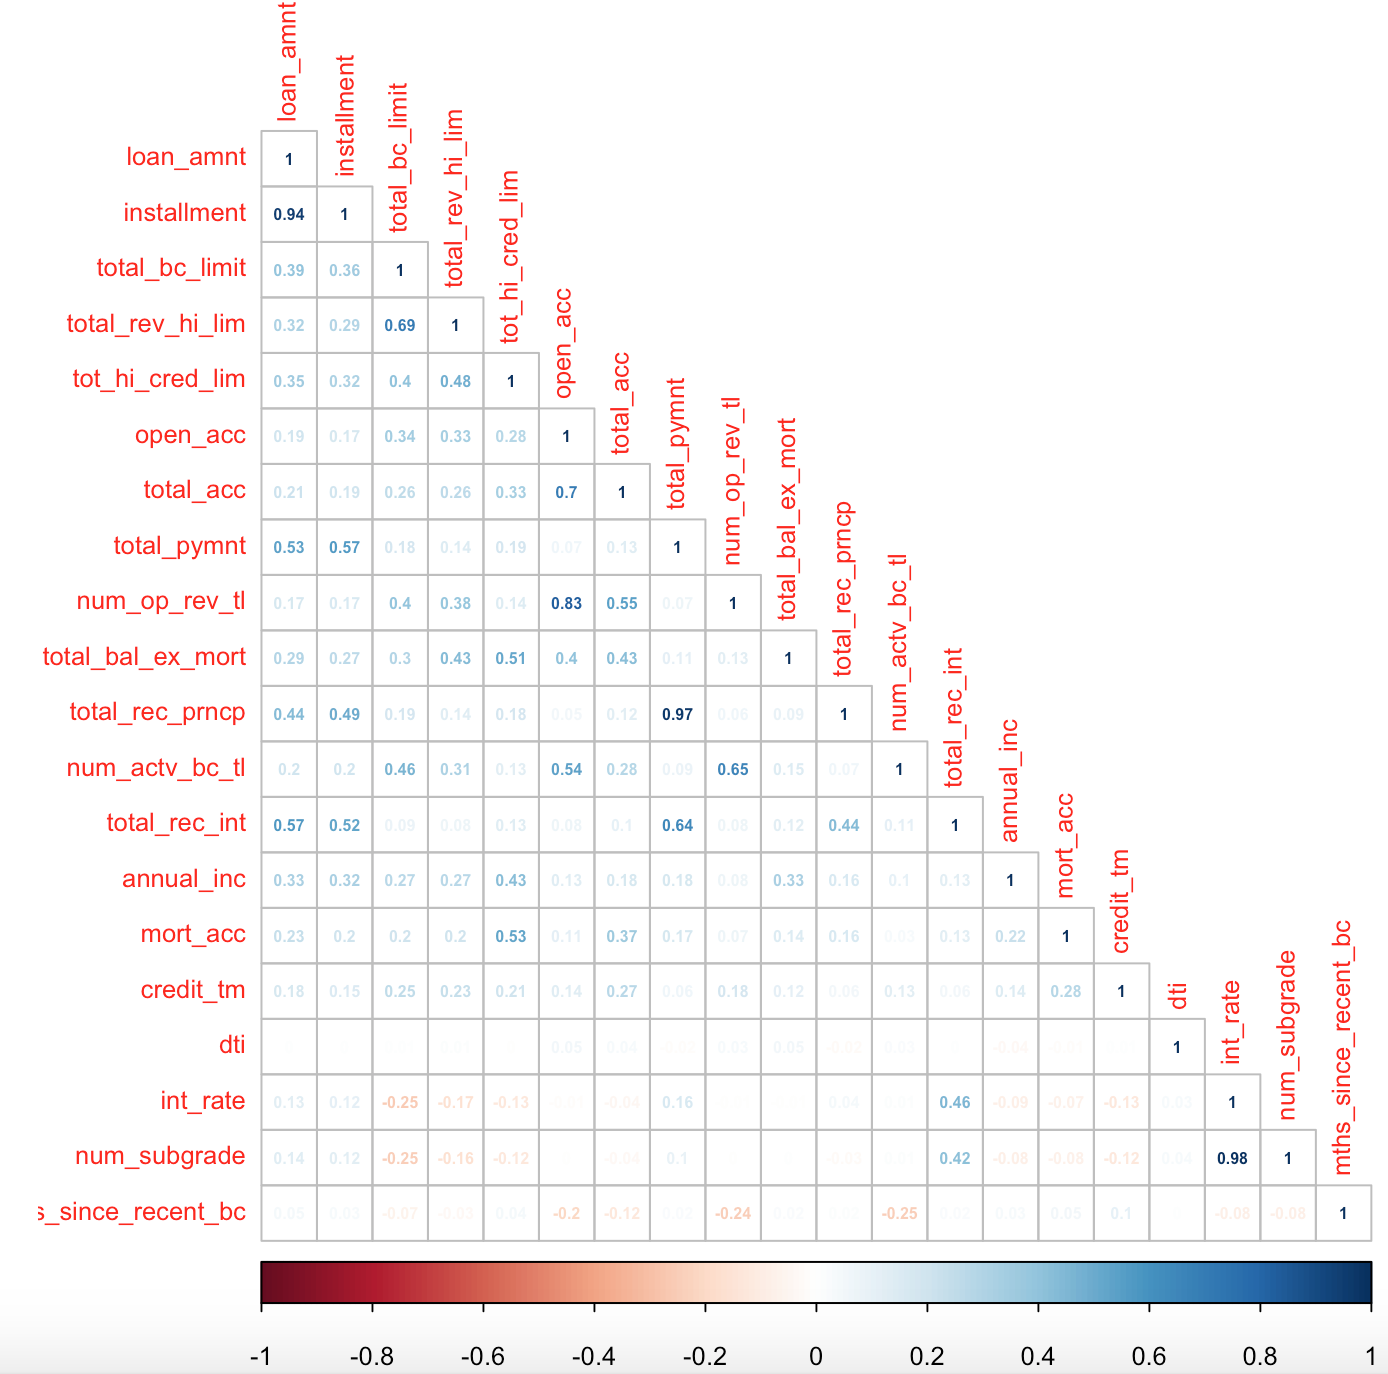 loan_amnt
installment
total_bc_limit
total_rev_hi_lim
tot_hi_cred_lim
open_acc
total_acc
total_pymnt
num_op_rev_tl
total_bal_ex_mort
total_rec_prncp
num_actv_bc_tl
total_rec_int
annual_inc
mort_acc
credit_tm
dti
int_rate
num_subgrade
mths_since_recent_bc
loan_amnt 1
installment 0.94 1
total_bc_limit 0.39 0.36 1
total_rev_hi_lim 0.32 0.29 0.69 1
tot_hi_cred_lim 0.35 0.32 0.4 0.48 1
open_acc 0.19 0.17 0.34 0.33 0.28 1
total_acc 0.21 0.19 0.26 0.26 0.33 0.7 1
total_pymnt 0.53 0.57 0.18 0.14 0.19 0.07 0.13 1
num_op_rev_tl 0.17 0.17 0.4 0.38 0.14 0.83 0.55 0.07 1
total_bal_ex_mort 0.29 0.27 0.3 0.43 0.51 0.4 0.43 0.11 0.13 1
total_rec_prncp 0.44 0.49 0.19 0.14 0.18 0.05 0.12 0.97 0.05 0.09 1
num_actv_bc_tl 0.2 0.2 0.46 0.31 0.13 0.54 0.28 0.09 0.65 0.15 0.07 1
total_rec_int 0.57 0.52 0.09 0.08 0.13 0.08 0.1 0.64 0.08 0.12 0.44 0.11 1
annual_inc 0.33 0.32 0.27 0.27 0.43 0.13 0.18 0.18 0.08 0.33 0.16 0.1 0.13 1
mort_acc 0.23 0.2 0.2 0.2 0.53 0.11 0.37 0.17 0.07 0.14 0.16 0.03 0.13 0.22 1
credit_tm 0.18 0.15 0.25 0.23 0.21 0.14 0.27 0.06 0.18 0.12 0.06 0.13 0.06 0.14 0.28 1
dti 0.05 0.04 0.03 0.05 -0.02 0.03 -0.04 1
int_rate 0.13 0.12 -0.25 -0.17 -0.13 -0.04 0.16 0.04 0.46 -0.09 -0.07 -0.13 0.03 1
num_subgrade 0.14 0.12 -0.25 -0.16 -0.12 -0.04 0.1 -0.03 0.42 -0.08 -0.08 -0.12 0.04 0.98 1
s_since_recent_bc 0.05 0.03 -0.07 -0.03 0.04 -0.2 -0.12 0.02 -0.24 -0.25 0.03 0.05 0.1 -0.08 -0.08 1
-1 -0.8 -0.6 -0.4 -0.2 0 0.2 0.4 0.6 0.8 1